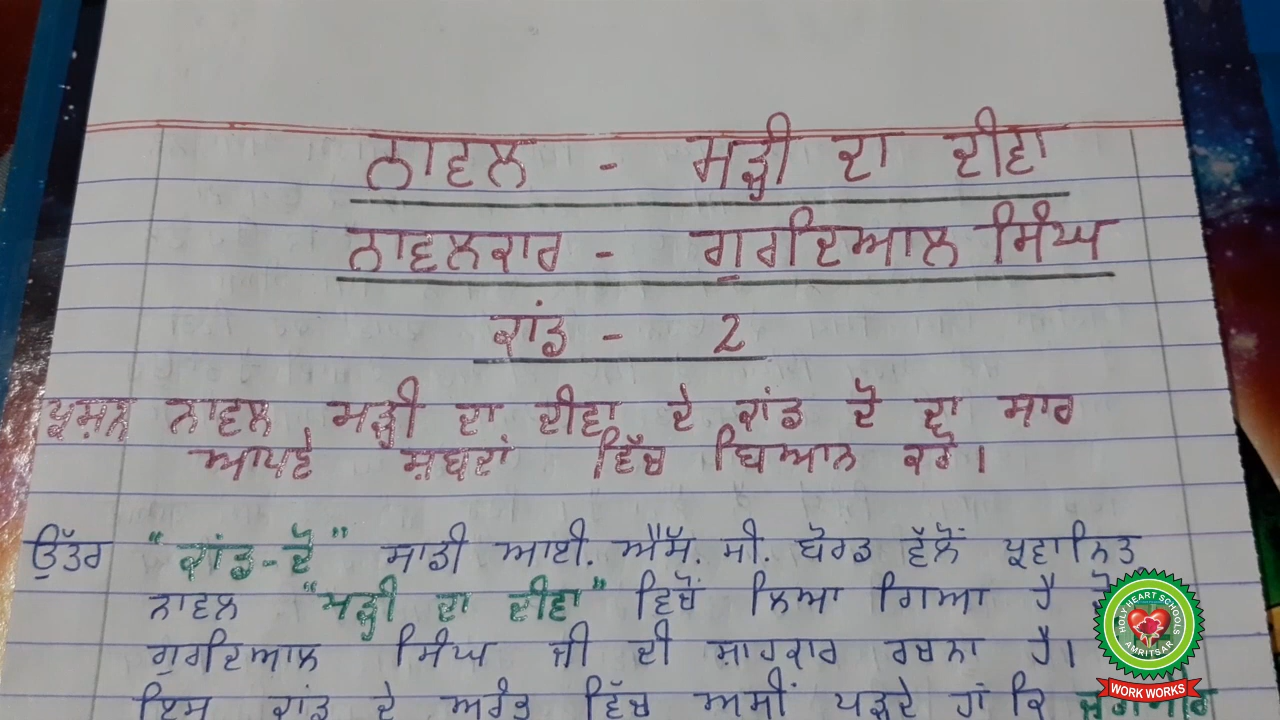 ਨਾਵਲ - ਮੜ੍ਹੀ ਦਾ ਦੀਵਾ
ਨਾਵਲਕਾਰ - ਗੁਰਦਿਆਲ ਸਿੰਘ
ਕਾਂਡ - 2
ਪ੍ਰਸ਼ਨ ਨਾਵਲ ਮੜ੍ਹੀ ਦਾ ਦੀਵਾ ਦੇ ਕਾਂਡ ਦੋ ਦਾ ਸਾਰ
ਆਪਣੇ ਸ਼ਬਦਾਂ ਵਿੱਚ ਬਿਆਨ ਕਰੋ।
ਉੱਤਰ "ਕਾਂਡ-ਦੋ" ਸਾਡੀ ਆਈ. ਐੱਸ. ਸੀ. ਬੋਰਡ ਵੱਲੋਂ ਪ੍ਰਵਾਨਿਤ
ਨਾਵਲ "ਮੜ੍ਹੀ ਦਾ ਦੀਵਾ" ਵਿਚੋਂ ਲਿਆ ਗਿਆ ਹੈ
ਗੁਰਦਿਆਲ ਸਿੰਘ ਜੀ ਦੀ ਸ਼ਾਹਕਾਰ ਰਚਨਾ ਹੈ।
ਇਸ ਕਾਂਡ ਦੇ ਅਰੰਭ ਵਿੱਚ ਅਸੀਂ ਪੜ੍ਹਦੇ ਹਾਂ ਕਿ
HOLY HEART SCHOOLS
AMRITSAR
WORK WORKS